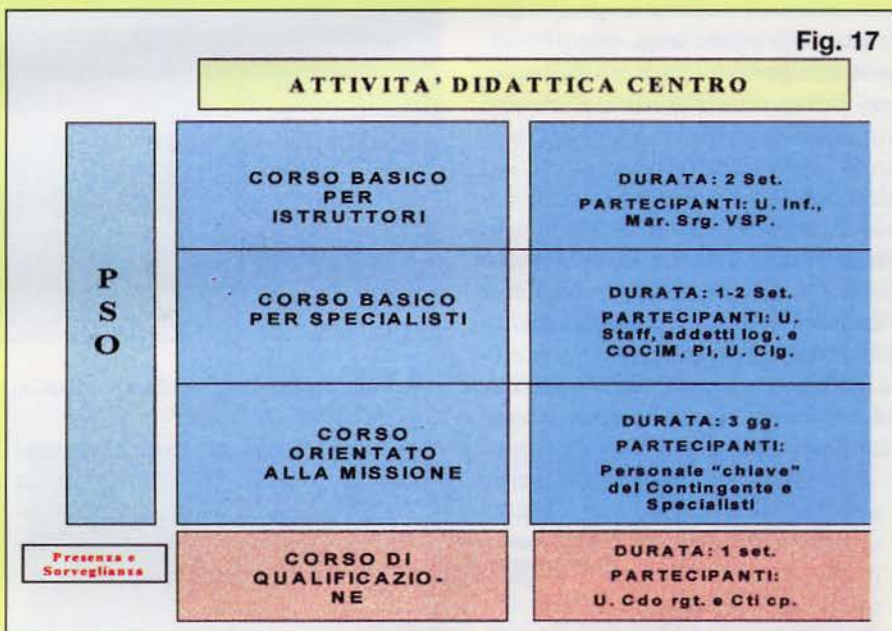 Fig. 17
ATTIVITA' DIDATTICA CENTRO
P
S
O
CORSO BASICO
PER
ISTRUTTORI
DURATA: 2 Set.
PARTECIPANTI: U. Inf.,
Mar. Srg. VSP.
CORSO BASICO
PER SPECIALISTI
DURATA: 1-2 Set.
PARTECIPANTI: U.
Staff, addetti log. e
COCIM, PI, U. Clg.
CORSO
ORIENTATO
ALLA MISSIONE
DURATA: 3 gg.
PARTECIPANTI:
Personale "chiave"
del Contingente e
Specialisti
Presenza e
Sorveglianza
CORSO DI
QUALIFICAZIO-
NE
DURATA: 1 set.
PARTECIPANTI:
U. Cdo rgt. e Cti cp.